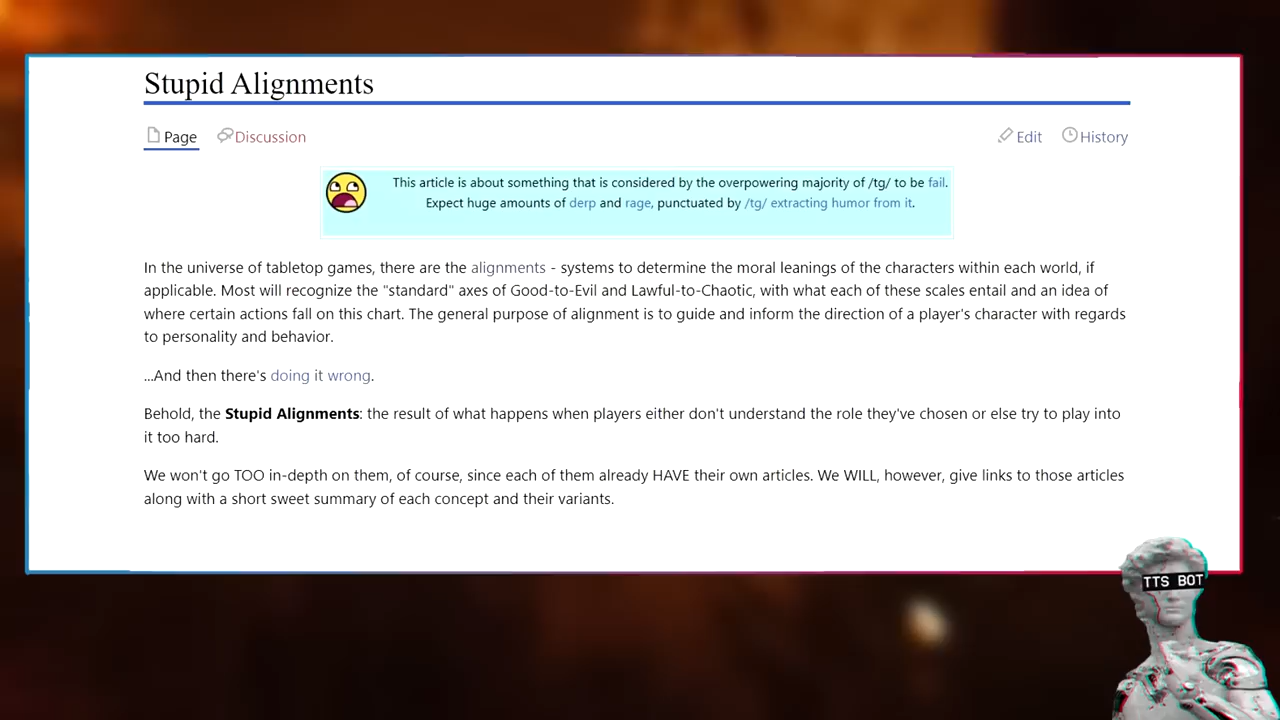 Stupid Alignments
Page Discussion Edit History
This article is about something that is considered by the overpowering majority of /tg/ to be fail.
Expect huge amounts of derp and rage, punctuated by /tg/ extracting humor from it.
In the universe of tabletop games, there are the alignments - systems to determine the moral leanings of the characters within each world, if
applicable. Most will recognize the "standard" axes of Good-to-Evil and Lawful-to-Chaotic, with what each of these scales entail and an idea of
where certain actions fall on this chart. The general purpose of alignment is to guide and inform the direction of a player's character with regards
to personality and behavior.
...And then there's doing it wrong.
Behold, the Stupid Alignments: the result of what happens when players either don't understand the role they've chosen or else try to play into
it too hard.
We won't go TOO in-depth on them, of course, since each of them already HAVE their own articles. We WILL, however, give links to those articles
along with a short sweet summary of each concept and their variants.
TTS BOT